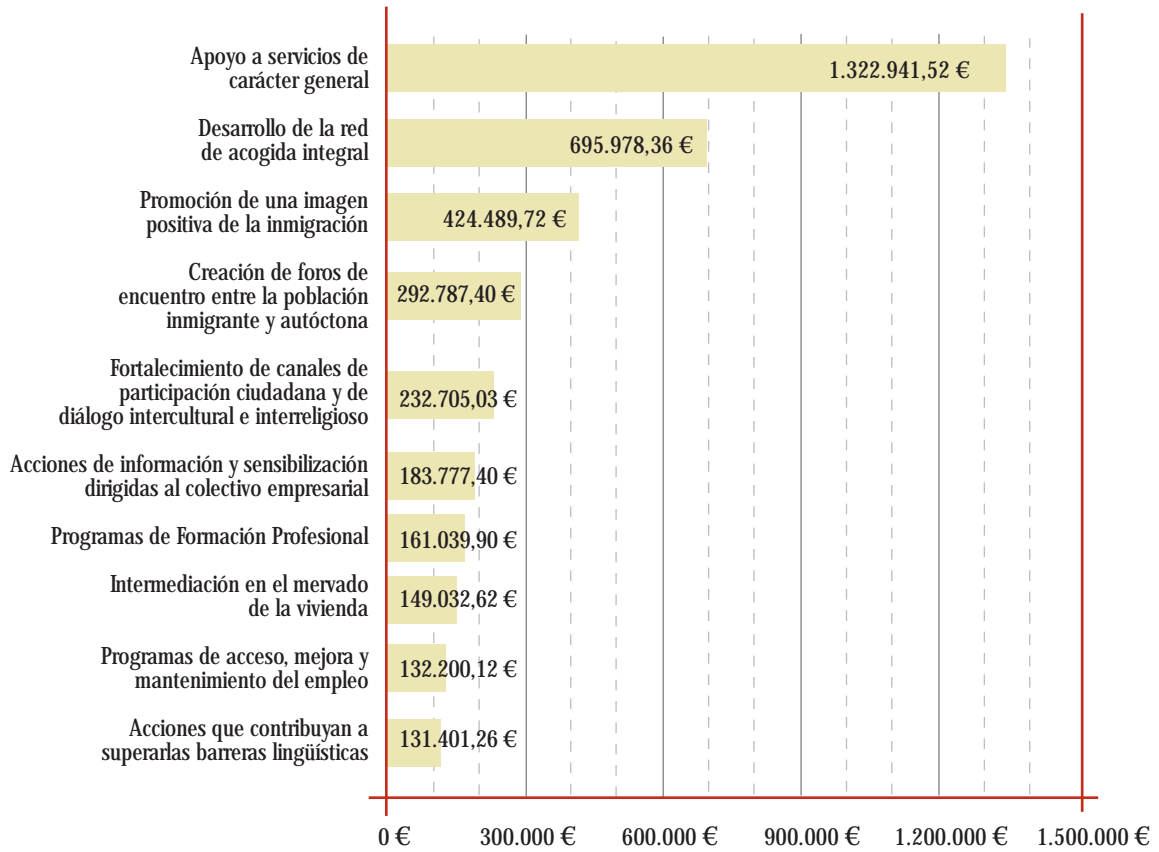 Apoyo a servicios de
carácter general
1.322.941,52 €
Desarrollo de la red
de acogida integral
695.978,36 €
Promoción de una imagen
positiva de la inmigración
424.489,72 €
Creación de foros de
encuentro entre la población
inmigrante y autóctona
292.787,40 €
Fortalecimiento de canales de
participación ciudadana y de
diálogo intercultural e interreligioso
232.705,03 €
Acciones de información y sensibilización
dirigidas al colectivo empresarial
183.777,40 €
Programas de Formación Profesional
161.039,90 €
Intermediación en el mervado
de la vivienda
149.032,62 €
Programas de acceso, mejora y
mantenimiento del empleo
132.200,12 €
Acciones que contribuyan a
superarlas barreras lingüísticas
131.401,26 €
0 € 300.000 € 600.000 € 900.000 € 1.200.000 € 1.500.000 €